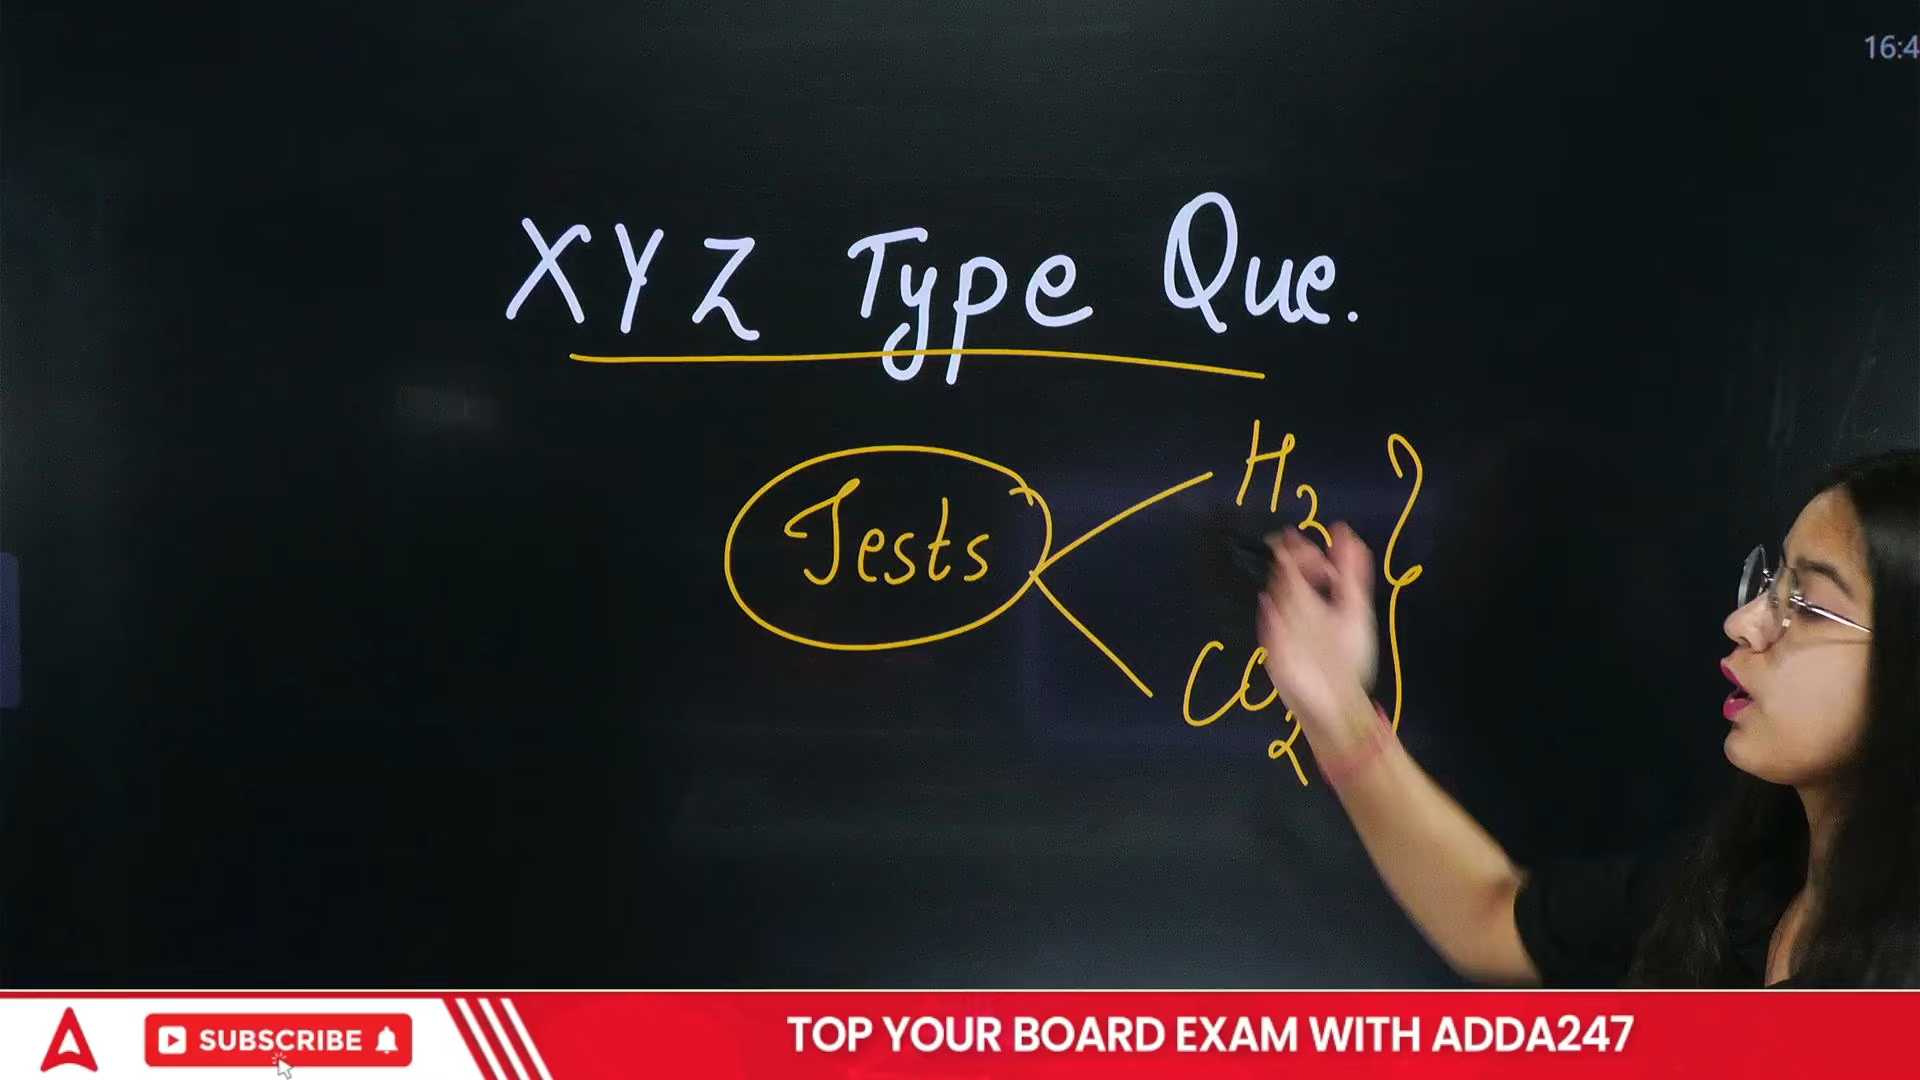 16:4
XYZ Type Que.
Tests
H2
CO2
SUBSCRIBE
TOP YOUR BOARD EXAM WITH ADDA247